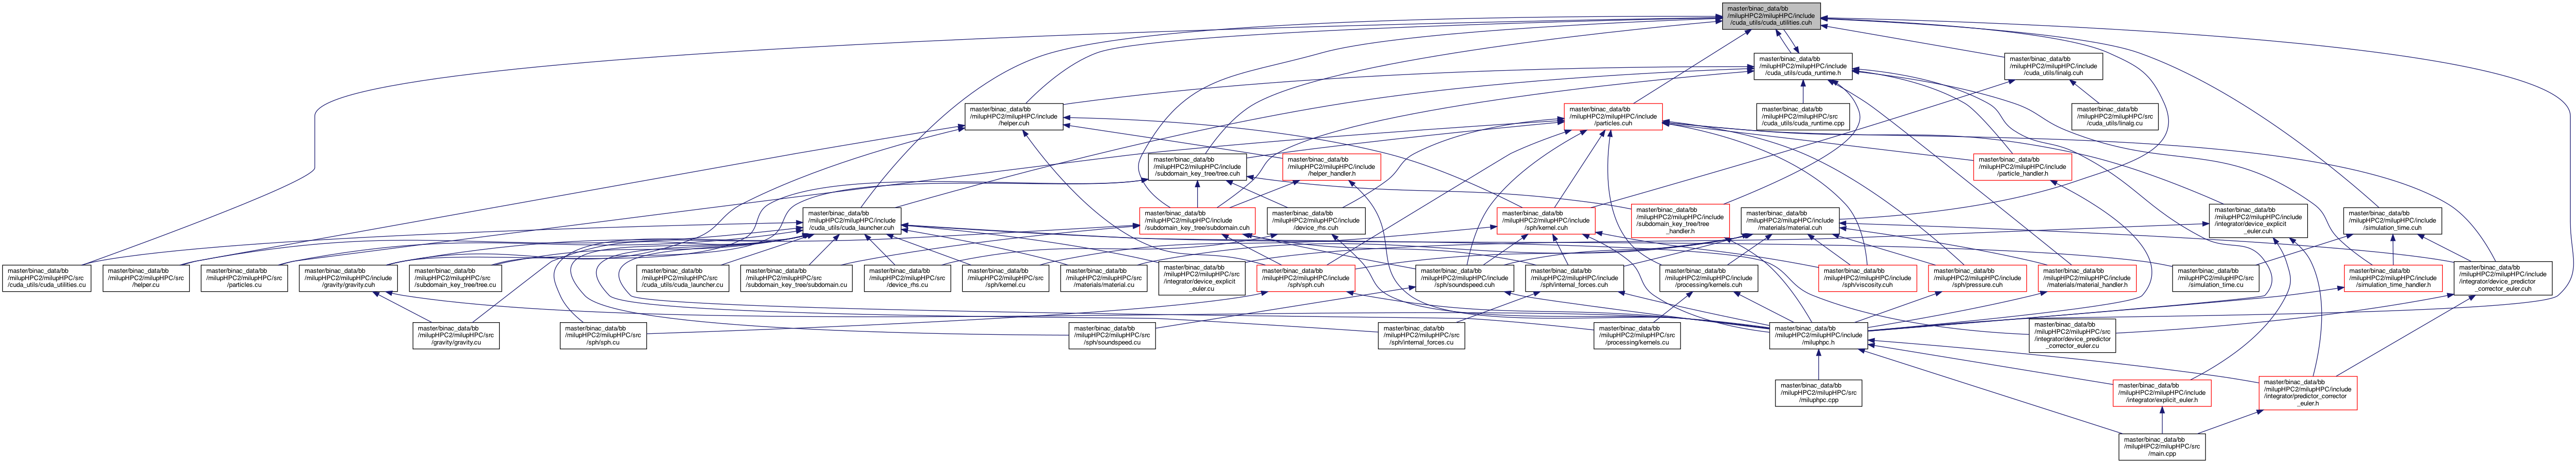 master/binac_data/bb
/milupHPC2/milupHPC/include
/cuda_utils/cuda_utilities.cuh
master/binac_data/bb
/milupHPC2/milupHPC/include
/cuda_utils/cuda_runtime.h
master/binac_data/bb
/milupHPC2/milupHPC/include
/cuda_utils/linalg.cuh
master/binac_data/bb
/milupHPC2/milupHPC/include
/helper.cuh
master/binac_data/bb
/milupHPC2/milupHPC/include
/particles.cuh
master/binac_data/bb
/milupHPC2/milupHPC/src
/cuda_utils/cuda_runtime.cpp
master/binac_data/bb
/milupHPC2/milupHPC/src
/cuda_utils/linalg.cu
master/binac_data/bb
/milupHPC2/milupHPC/include
/subdomain_key_tree/tree.cuh
master/binac_data/bb
/milupHPC2/milupHPC/include
/helper_handler.h
master/binac_data/bb
/milupHPC2/milupHPC/include
/particle_handler.h
master/binac_data/bb
/milupHPC2/milupHPC/include
/cuda_utils/cuda_launcher.cuh
master/binac_data/bb
/milupHPC2/milupHPC/include
/subdomain_key_tree/subdomain.cuh
master/binac_data/bb
/milupHPC2/milupHPC/include
/device_rhs.cuh
master/binac_data/bb
/milupHPC2/milupHPC/include
/sph/kernel.cuh
master/binac_data/bb
/milupHPC2/milupHPC/include
/subdomain_key_tree/tree
_handler.h
master/binac_data/bb
/milupHPC2/milupHPC/include
/materials/material.cuh
master/binac_data/bb
/milupHPC2/milupHPC/include
/integrator/device_explicit
_euler.cuh
master/binac_data/bb
/milupHPC2/milupHPC/include
/simulation_time.cuh
master/binac_data/bb
/milupHPC2/milupHPC/src
/cuda_utils/cuda_utilities.cu
master/binac_data/bb
/milupHPC2/milupHPC/src
/helper.cu
master/binac_data/bb
/milupHPC2/milupHPC/src
/particles.cu
master/binac_data/bb
/milupHPC2/milupHPC/include
/gravity/gravity.cuh
master/binac_data/bb
/milupHPC2/milupHPC/src
/subdomain_key_tree/tree.cu
master/binac_data/bb
/milupHPC2/milupHPC/src
/cuda_utils/cuda_launcher.cu
master/binac_data/bb
/milupHPC2/milupHPC/src
/subdomain_key_tree/subdomain.cu
master/binac_data/bb
/milupHPC2/milupHPC/src
/device_rhs.cu
master/binac_data/bb
/milupHPC2/milupHPC/src
/sph/kernel.cu
master/binac_data/bb
/milupHPC2/milupHPC/src
/materials/material.cu
master/binac_data/bb
/milupHPC2/milupHPC/src
/integrator/device_explicit
_euler.cu
master/binac_data/bb
/milupHPC2/milupHPC/include
/sph/sph.cuh
master/binac_data/bb
/milupHPC2/milupHPC/include
/sph/soundspeed.cuh
master/binac_data/bb
/milupHPC2/milupHPC/include
/sph/internal_forces.cuh
master/binac_data/bb
/milupHPC2/milupHPC/include
/processing/kernels.cuh
master/binac_data/bb
/milupHPC2/milupHPC/include
/sph/viscosity.cuh
master/binac_data/bb
/milupHPC2/milupHPC/include
/sph/pressure.cuh
master/binac_data/bb
/milupHPC2/milupHPC/include
/materials/material_handler.h
master/binac_data/bb
/milupHPC2/milupHPC/src
/simulation_time.cu
master/binac_data/bb
/milupHPC2/milupHPC/include
/simulation_time_handler.h
master/binac_data/bb
/milupHPC2/milupHPC/include
/integrator/device_predictor
_corrector_euler.cuh
master/binac_data/bb
/milupHPC2/milupHPC/src
/gravity/gravity.cu
master/binac_data/bb
/milupHPC2/milupHPC/src
/sph/sph.cu
master/binac_data/bb
/milupHPC2/milupHPC/src
/sph/soundspeed.cu
master/binac_data/bb
/milupHPC2/milupHPC/src
/sph/internal_forces.cu
master/binac_data/bb
/milupHPC2/milupHPC/src
/processing/kernels.cu
master/binac_data/bb
/milupHPC2/milupHPC/include
/miluphpc.h
master/binac_data/bb
/milupHPC2/milupHPC/src
/integrator/device_predictor
_corrector_euler.cu
master/binac_data/bb
/milupHPC2/milupHPC/src
/miluphpc.cpp
master/binac_data/bb
/milupHPC2/milupHPC/include
/integrator/explicit_euler.h
master/binac_data/bb
/milupHPC2/milupHPC/include
/integrator/predictor_corrector
_euler.h
master/binac_data/bb
/milupHPC2/milupHPC/src
/main.cpp